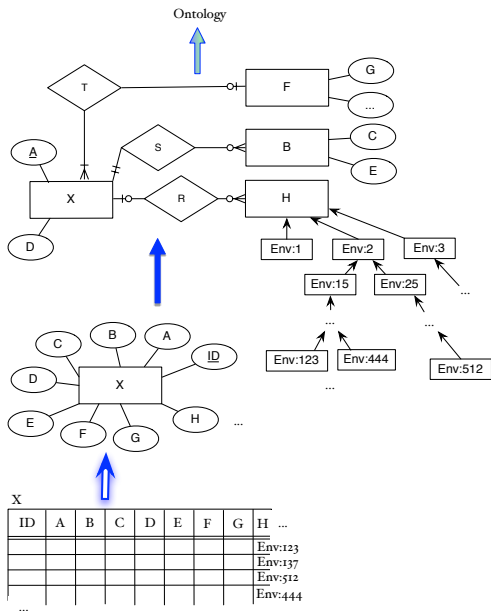 Ontology
G
T
F
...
A
S
B
C
E
X
R
H
D
Env:1
Env:2
Env:3
Env:15
Env:25
...
...
...
Env:123
Env:444
Env:512
...
B
A
C
ID
D
X
E
F
G
H
...
X
ID A B C D E F G H ...
Env:123
Env:137
Env:512
Env:444
...